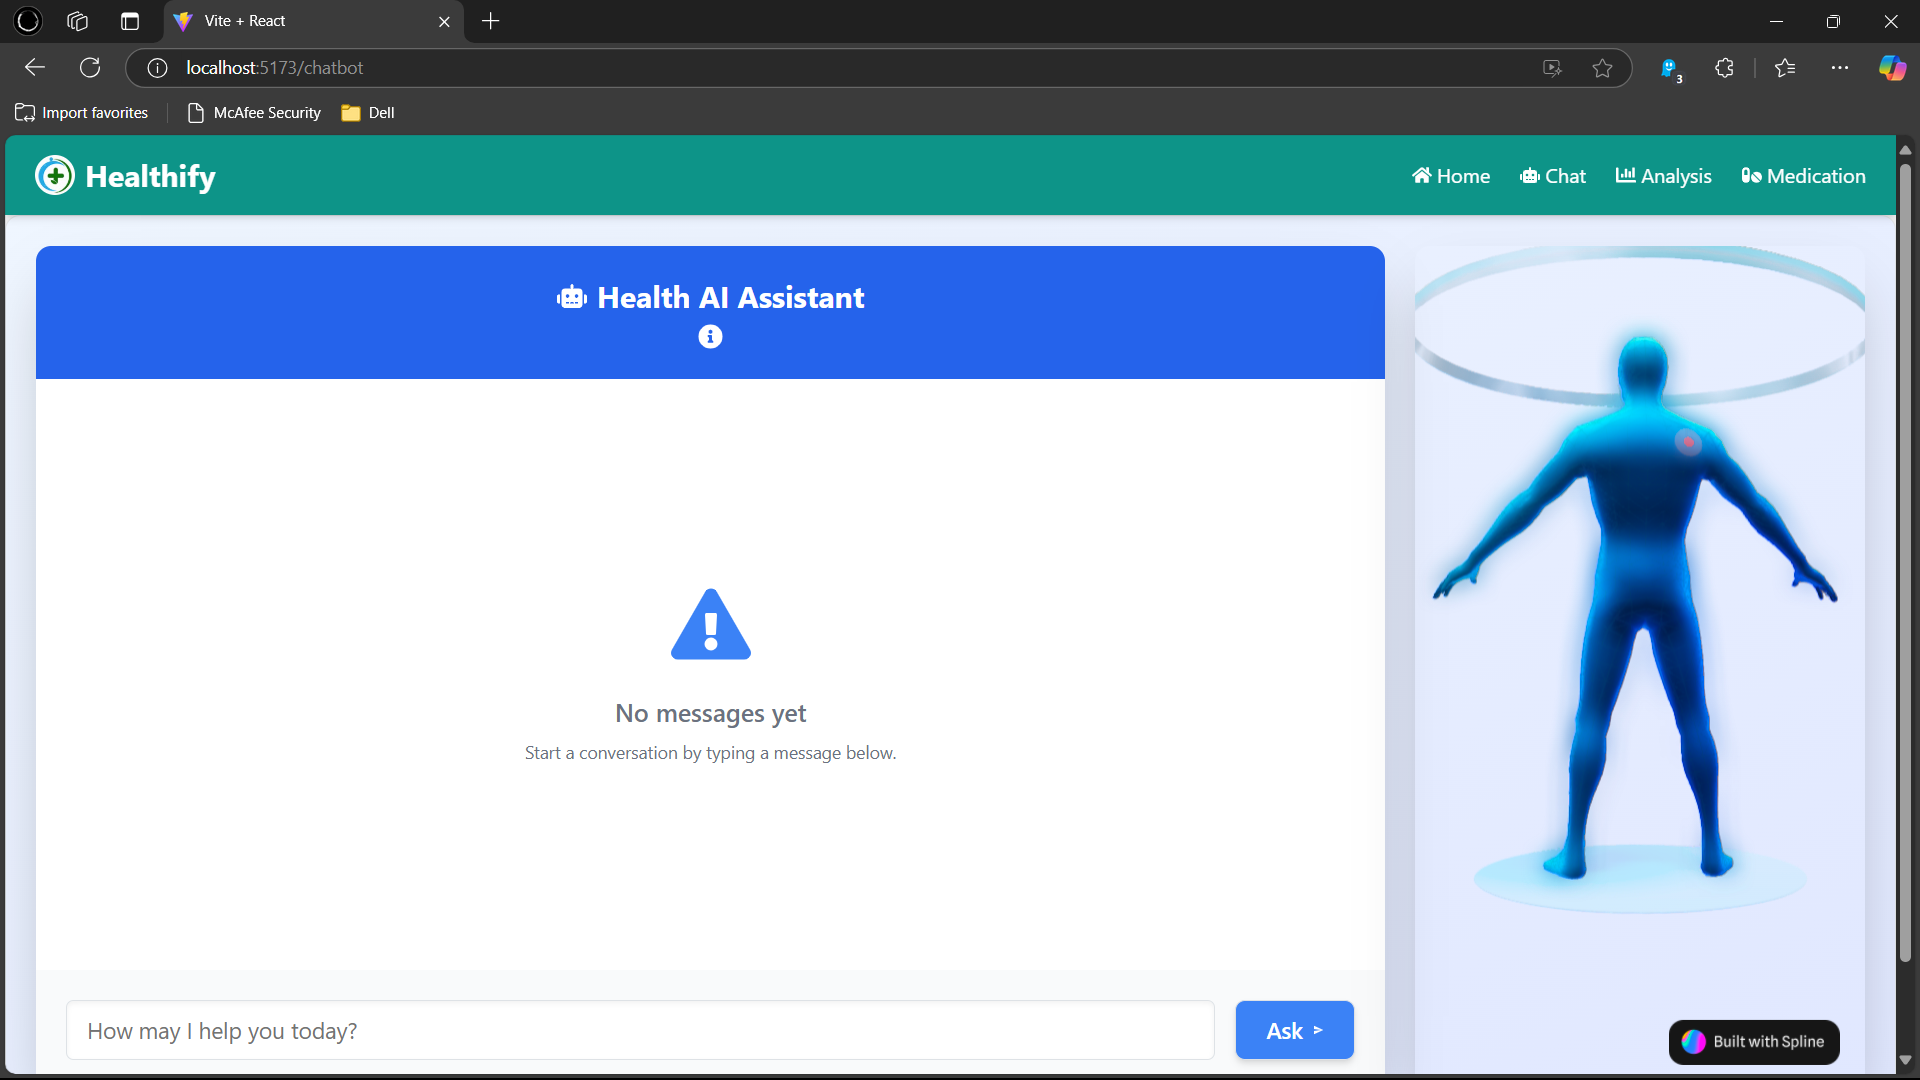 Vite + React
localhost:5173/chatbot
3
Import favorites
McAfee Security
Dell
Healthify
Home
Chat
Analysis
Medication
Health AI Assistant
No messages yet
Start a conversation by typing a message below.
How may I help you today?
Ask >
Built with Spline